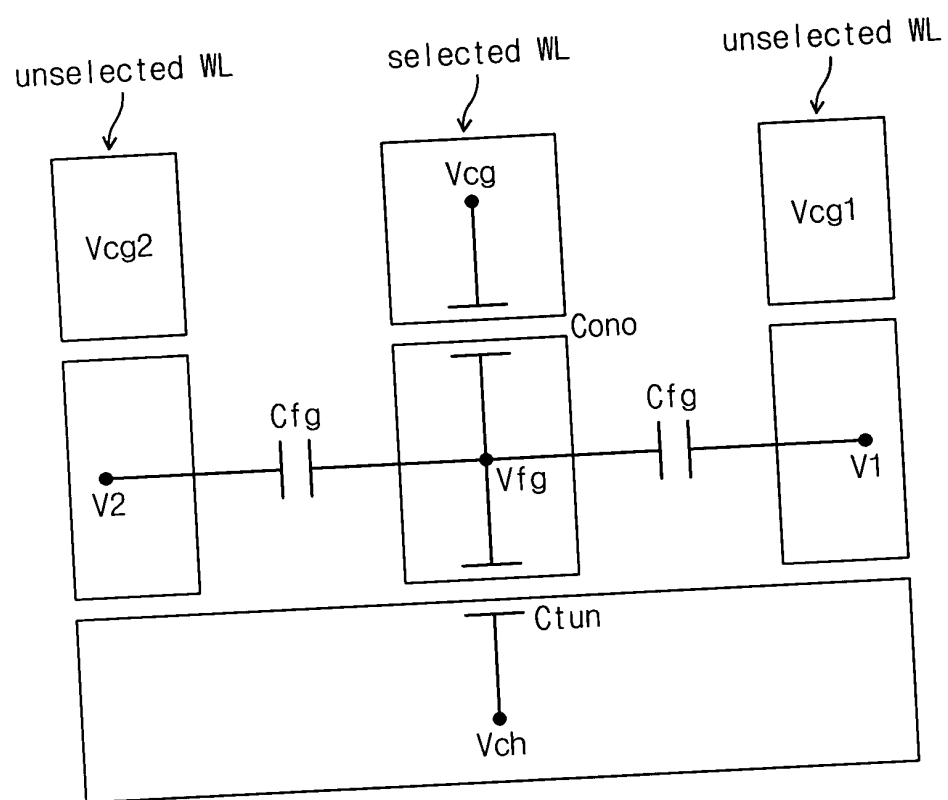 unselected WL
selected WL
unselected WL
Vcg2
Vcg
Vcg1
Cono
Cfg
Cfg
V2
Vfg
V1
Ctun
Vch